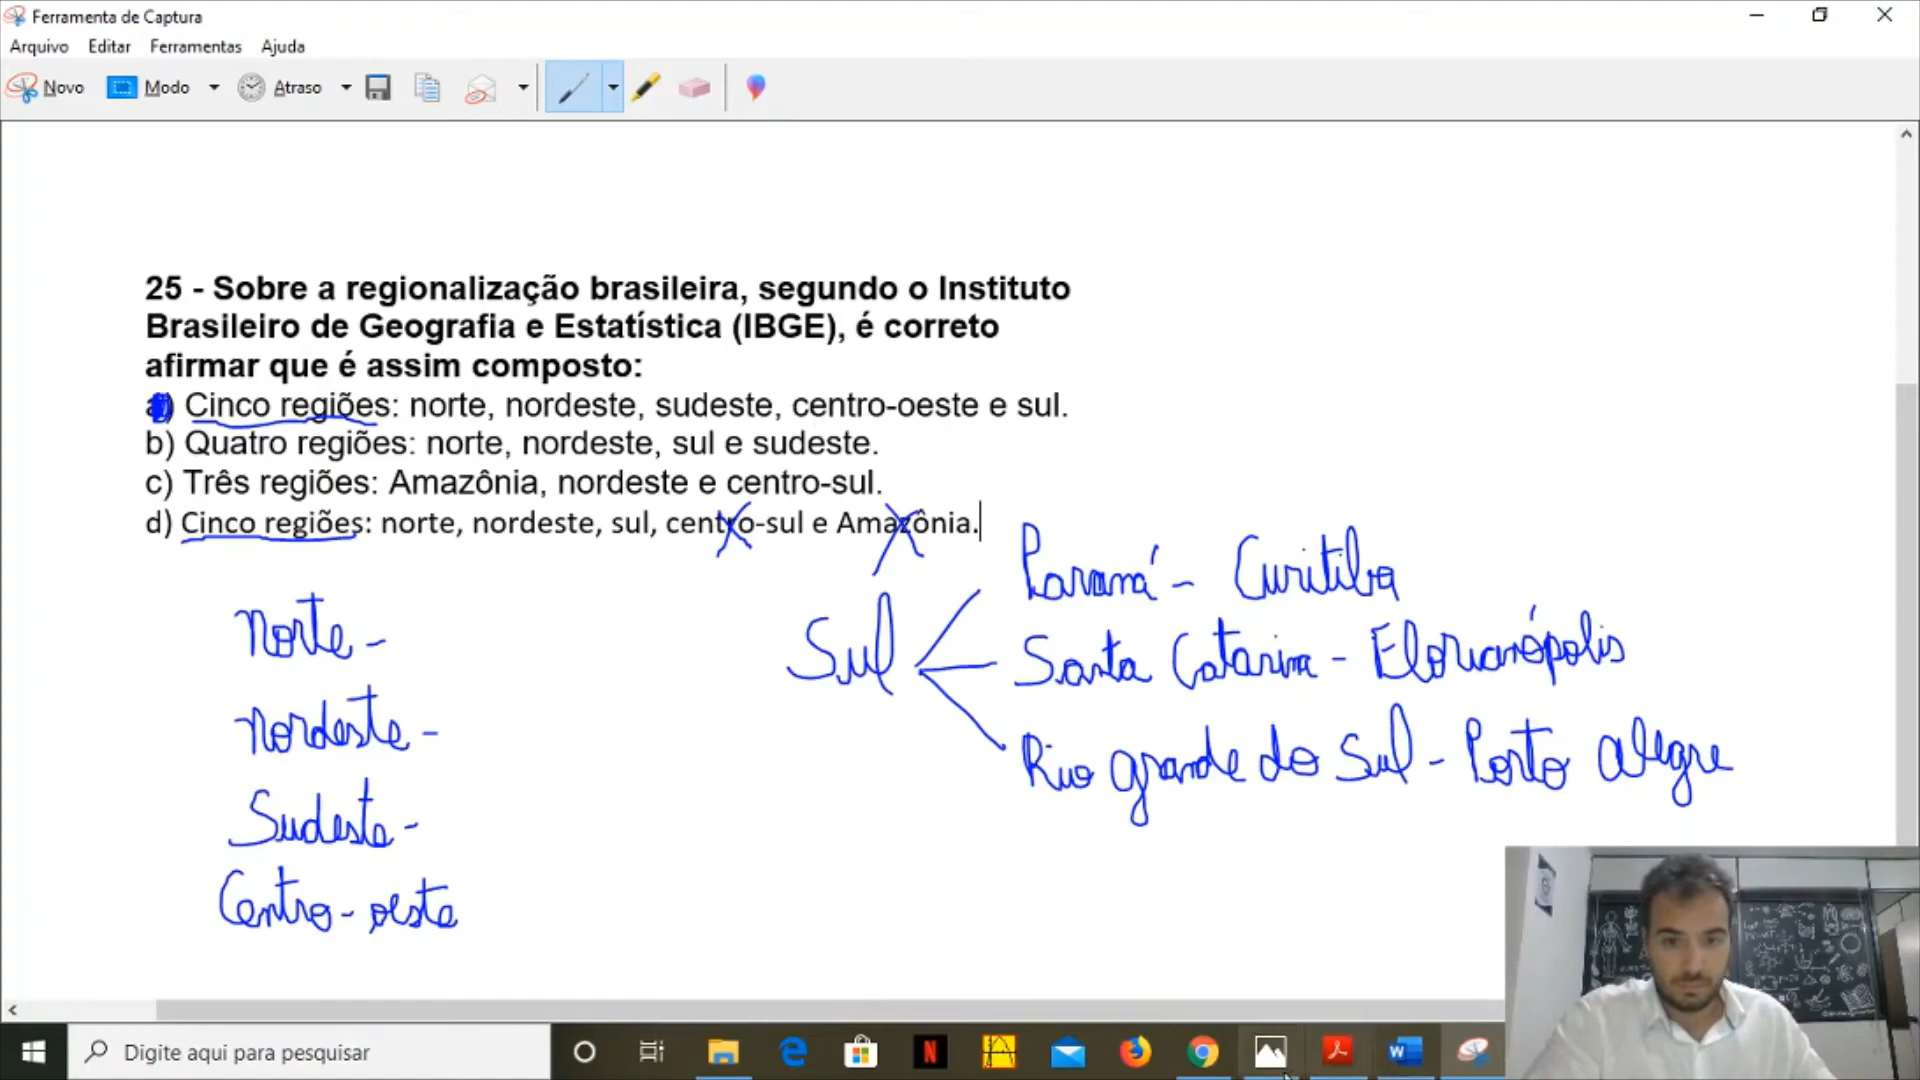 Ferramenta de Captura
Arquivo Editar Ferramentas Ajuda
Novo Modo Atraso
25 - Sobre a regionalização brasileira, segundo o Instituto
Brasileiro de Geografia e Estatística (IBGE), é correto
afirmar que é assim composto:
a) Cinco regiões: norte, nordeste, sudeste, centro-oeste e sul.
b) Quatro regiões: norte, nordeste, sul e sudeste.
c) Três regiões: Amazônia, nordeste e centro-sul.
d) Cinco regiões: norte, nordeste, sul, centro-sul e Amazônia.
Norte -
Nordeste -
Sudeste -
Centro-oeste
Sul
Paraná - Curitiba
Santa Catarina - Florianópolis
Rio grande do Sul - Porto alegre
Digite aqui para pesquisar